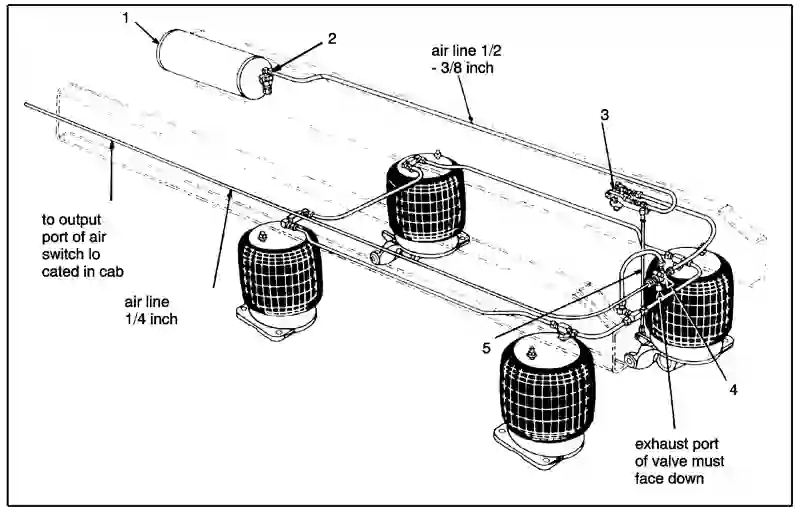 1
2
air line 1/2
- 3/8 inch
3
to output
port of air
switch lo
cated in cab
air line
1/4 inch
5
4
exhaust port
of valve must
face down